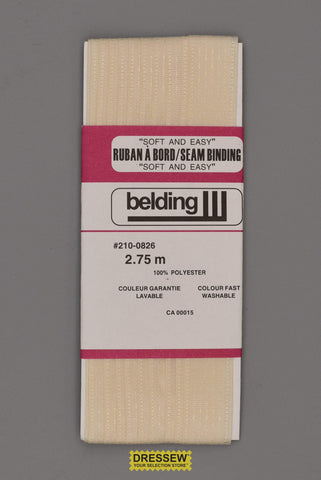 "SOFT AND EASY"
RUBAN À BORD/SEAM BINDING
"SOFT AND EASY"
belding
#210-0826
2.75 m
100% POLYESTER
COULEUR GARANTIE COLOUR FAST
LAVABLE WASHABLE
CA 00015
DRESSEW
YOUR SELECTION STORE